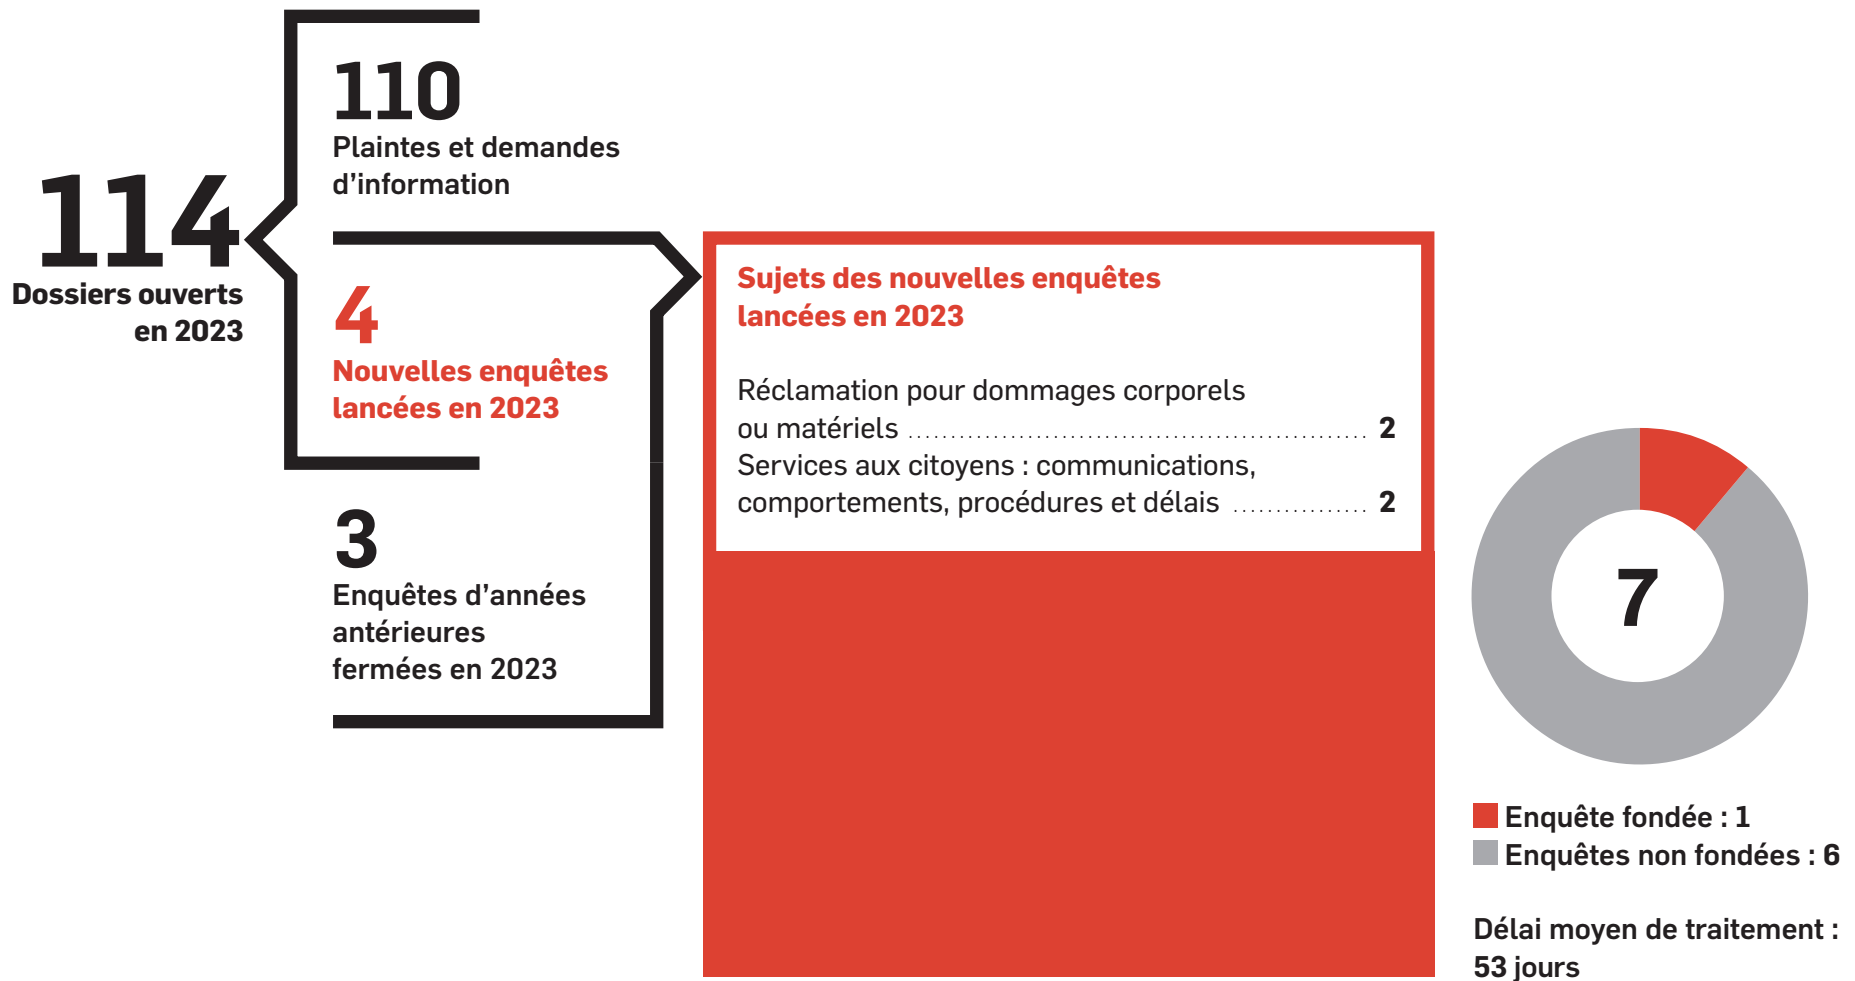 114
Dossiers ouverts
en 2023
110
Plaintes et demandes
d’information
4
Nouvelles enquêtes
lancées en 2023
3
Enquêtes d’années
antérieures
fermées en 2023
Sujets des nouvelles enquêtes
lancées en 2023
Réclamation pour dommages corporels
ou matériels ...................................................... 2
Services aux citoyens : communications,
comportements, procédures et délais ................ 2
7
Enquête fondée : 1
Enquêtes non fondées : 6
Délai moyen de traitement :
53 jours